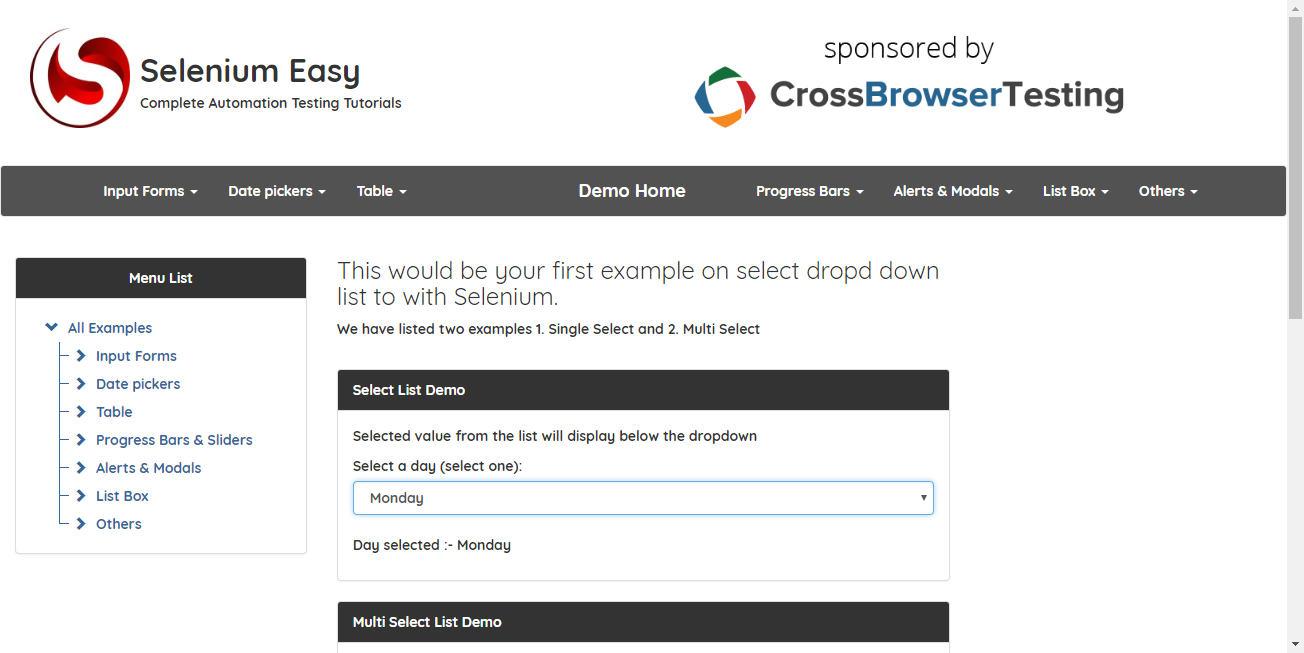 Selenium Easy
Complete Automation Testing Tutorials
sponsored by
CrossBrowserTesting
Input Forms
Date pickers
Table
Demo Home
Progress Bars
Alerts & Modals
List Box
Others
Menu List
All Examples
Input Forms
Date pickers
Table
Progress Bars & Sliders
Alerts & Modals
List Box
Others
This would be your first example on select dropd down
list to with Selenium.
We have listed two examples 1. Single Select and 2. Multi Select
Select List Demo
Selected value from the list will display below the dropdown
Select a day (select one):
Monday
Day selected :- Monday
Multi Select List Demo